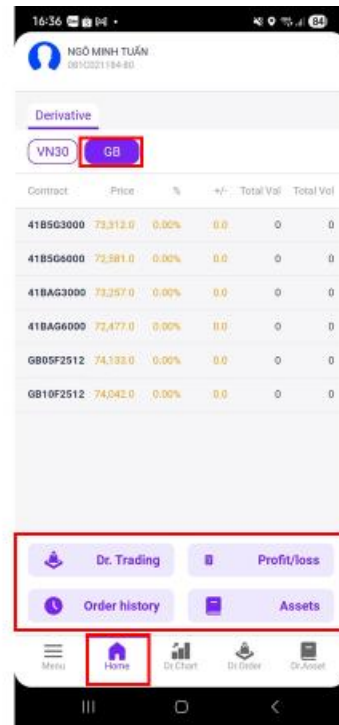 16:36
84
NGÔ MINH TUẤN
Derivative
VN30 GB
Contract Price % +/- Total Val Total Vol
41B5G3000 73,312.0 0.00% 0.0 0 0
41B5G6000 72,581.0 0.00% 0.0 0 0
41BAG3000 73,257.0 0.00% 0.0 0 0
41BAG6000 72,477.0 0.00% 0.0 0 0
GB05F2512 74,133.0 0.00% 0.0 0 0
GB10F2512 74,042.0 0.00% 0.0 0 0
Dr. Trading Profit/loss
Order history Assets
Menu Home Dr.Chart Dr.Order Dr.Asset